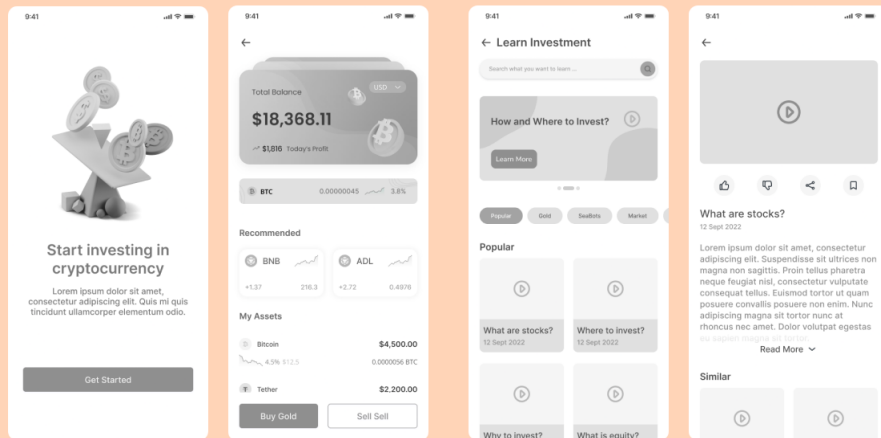 9:41
Start investing in
cryptocurrency
Lorem ipsum dolor sit amet,
consectetur adipiscing elit. Quis mi quis
tincidunt ullamcorper elementum odio.
Get Started
9:41
Total Balance
USD
$18,368.11
$1,816 Today's Profit
BTC 0.00000045 3.8%
Recommended
BNB
+1.37 216.3
ADL
+2.72 0.4976
My Assets
Bitcoin $4,500.00
4.5% $12.5 0.0000056 BTC
Tether $2,200.00
Buy Gold
Sell Sell
9:41
Learn Investment
Search what you want to learn ...
How and Where to Invest?
Learn More
Popular Gold SeaBots Market
Popular
What are stocks?
12 Sept 2022
Where to invest?
12 Sept 2022
Why to invest?
What is equity?
9:41
What are stocks?
12 Sept 2022
Lorem ipsum dolor sit amet, consectetur
adipiscing elit. Suspendisse sit ultrices non
magna non sagittis. Proin tellus pharetra
neque feugiat nisl, consectetur vulputate
consequat tellus. Euismod tortor ut quam
posuere convallis posuere non enim. Nunc
adipiscing magna sit tortor nunc at
rhoncus nec amet. Dolor volutpat egestas
Read More
Similar